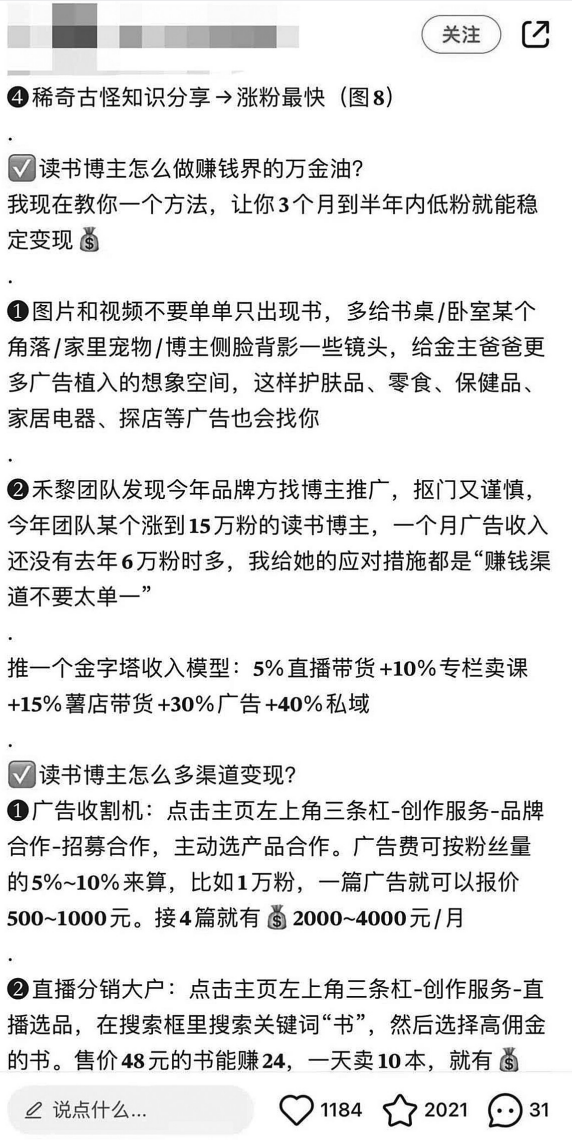 关注
❹稀奇古怪知识分享→涨粉最快（图8）
.
✅读书博主怎么做赚钱界的万金油？
我现在教你一个方法，让你3个月到半年内低粉就能稳
定变现💰
.
❶图片和视频不要单单只出现书，多给书桌/卧室某个
角落/家里宠物/博主侧脸背影一些镜头，给金主爸爸更
多广告植入的想象空间，这样护肤品、零食、保健品、
家居电器、探店等广告也会找你
.
❷禾黎团队发现今年品牌方找博主推广，抠门又谨慎，
今年团队某个涨到15万粉的读书博主，一个月广告收入
还没有去年6万粉时多，我给她的应对措施都是“赚钱渠
道不要太单一”
.
推一个金字塔收入模型：5%直播带货+10%专栏卖课
+15%薯店带货+30%广告+40%私域
.
✅读书博主怎么多渠道变现？
❶广告收割机：点击主页左上角三条杠-创作服务-品牌
合作-招募合作，主动选产品合作。广告费可按粉丝量
的5%~10%来算，比如1万粉，一篇广告就可以报价
500~1000元。接4篇就有💰2000~4000元/月
.
❷直播分销大户：点击主页左上角三条杠-创作服务-直
播选品，在搜索框里搜索关键词“书”，然后选择高佣金
的书。售价48元的书能赚24，一天卖10本，就有💰
说点什么... 1184 2021 31